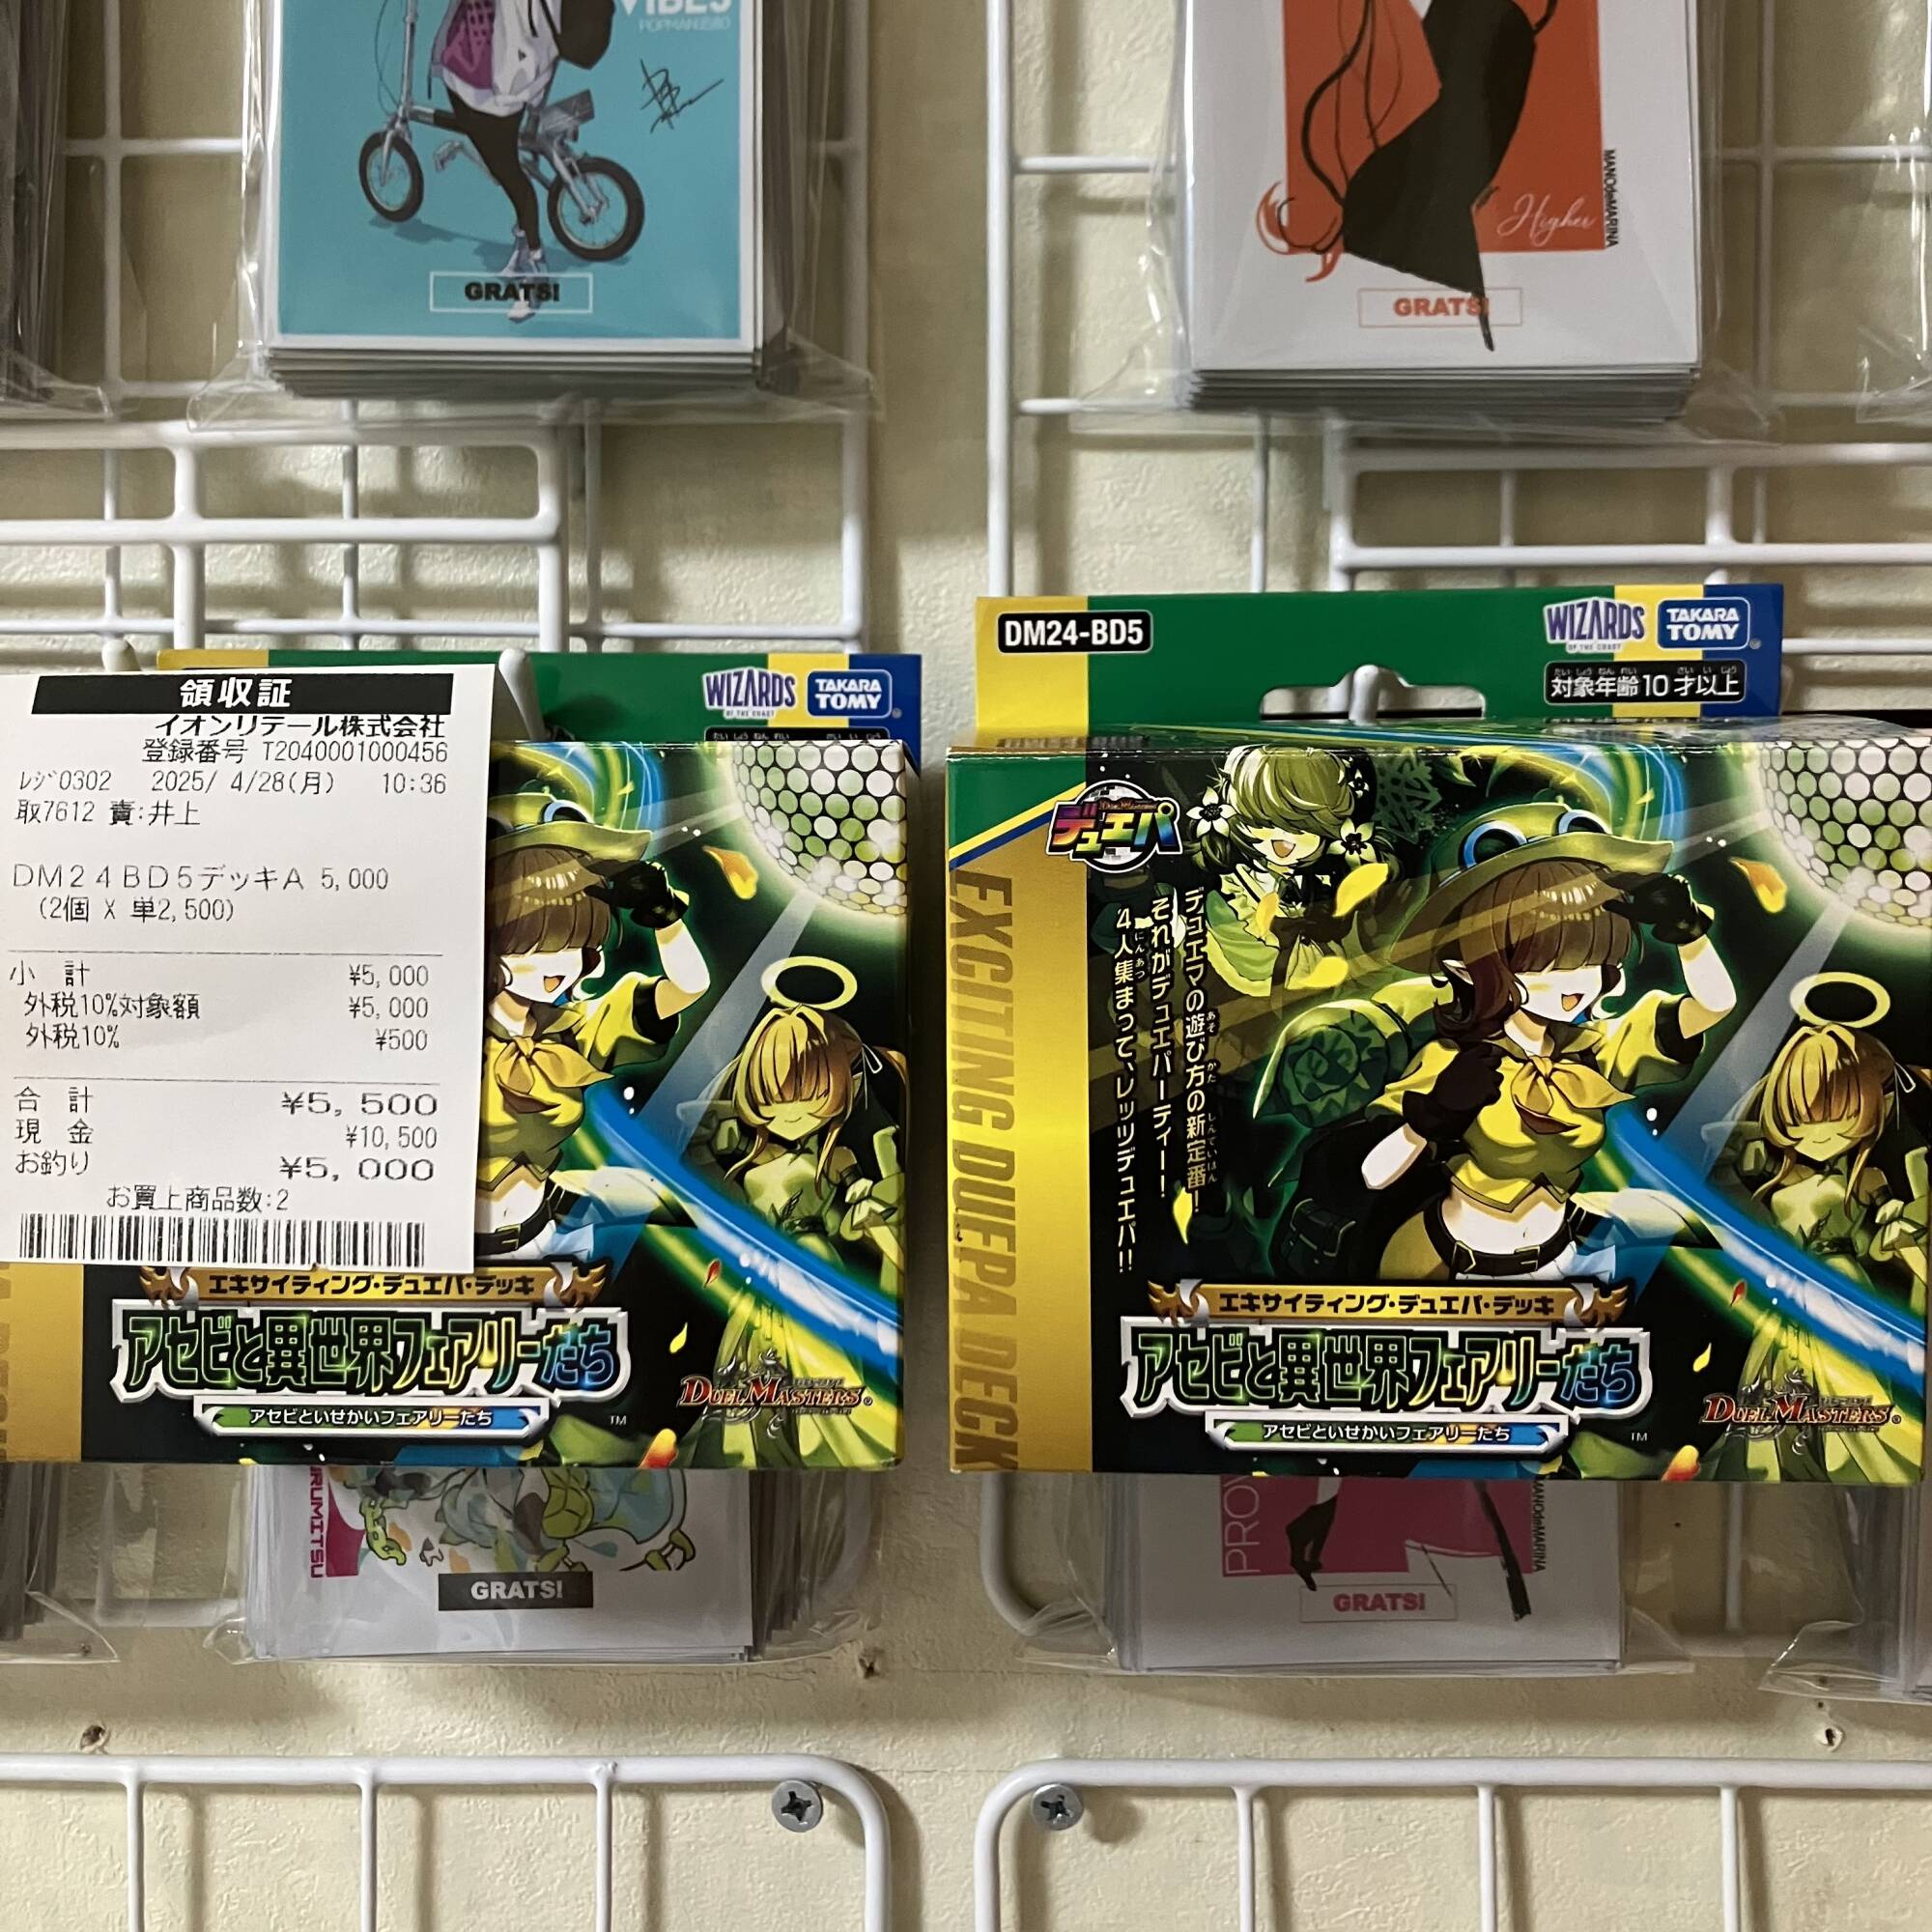 VIBES
POPMAN3580
GRATS!
Higher
MANOdeMARINA
GRATS!
領収証
イオンリテール株式会社
登録番号 T2040001000456
ﾚｼﾞ0302 2025/ 4/28(月) 10:36
取7612 責:井上
DM24BD5デッキA 5,000
(2個 X 単2,500)
小 計 ¥5,000
外税10%対象額 ¥5,000
外税10% ¥500
合 計 ¥5,500
現 金 ¥10,500
お釣り ¥5,000
お買上商品数:2
WIZARDS
OF THE COAST
TAKARA
TOMY
エキサイティング・デュエパ・デッキ
アセビと異世界フェアリーたち
アセビといせかいフェアリーたち
TM
DUEL MASTERS
DM24-BD5
WIZARDS
OF THE COAST
TAKARA
TOMY
対象年齢10才以上
デュエパ
EXCITING DUEPA DECK
デュエマの遊び方の新定番!
それがデュエパーティー!
4人集まって、レッツデュエパ!!
エキサイティング・デュエパ・デッキ
アセビと異世界フェアリーたち
アセビといせかいフェアリーたち
TM
DUEL MASTERS
RUMITSU
GRATS!
PROV
MANOdeMARINA
GRATS!